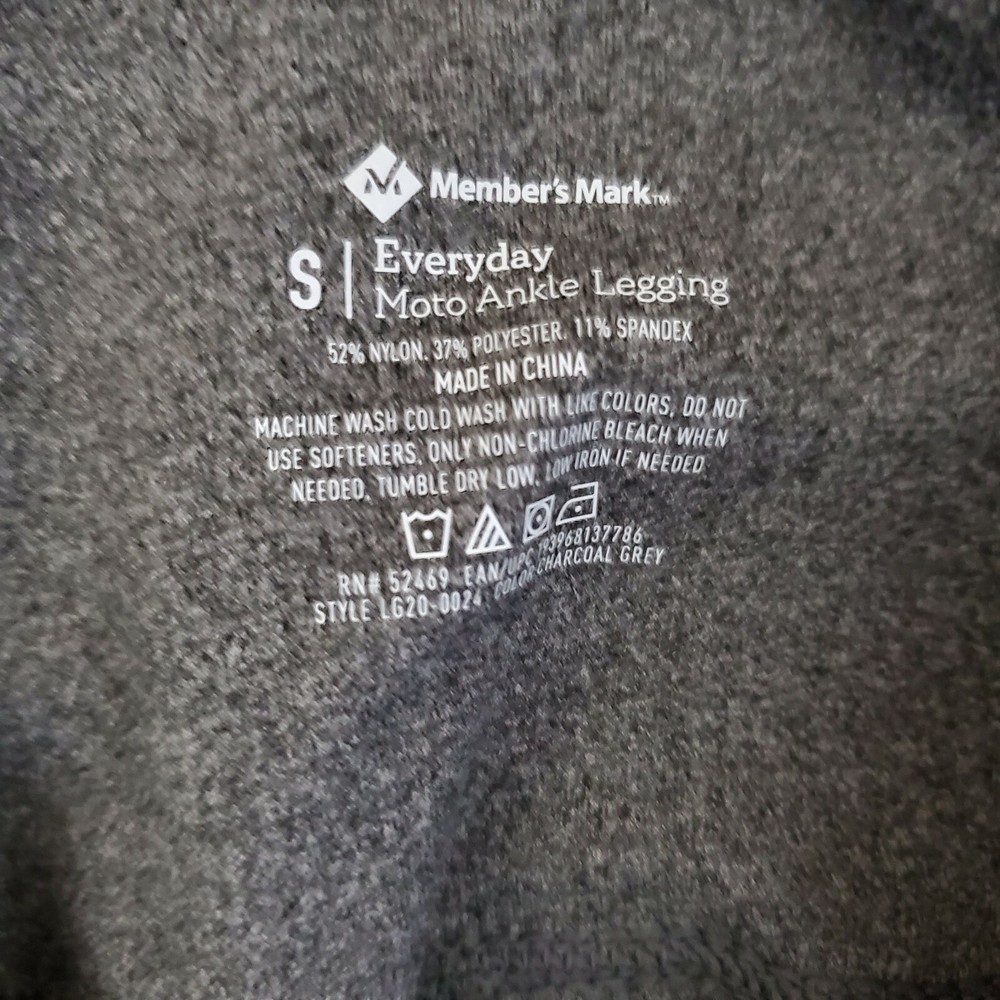 Member's Mark™
S
Everyday
Moto Ankle Legging
52% NYLON. 37% POLYESTER. 11% SPANDEX
MADE IN CHINA
MACHINE WASH COLD WASH WITH LIKE COLORS, DO NOT
USE SOFTENERS. ONLY NON-CHLORINE BLEACH WHEN
NEEDED, TUMBLE DRY LOW. LOW IRON IF NEEDED
RN# 52469 EAN/UPC 193968137786
STYLE LG20-0024 COLOR CHARCOAL GREY